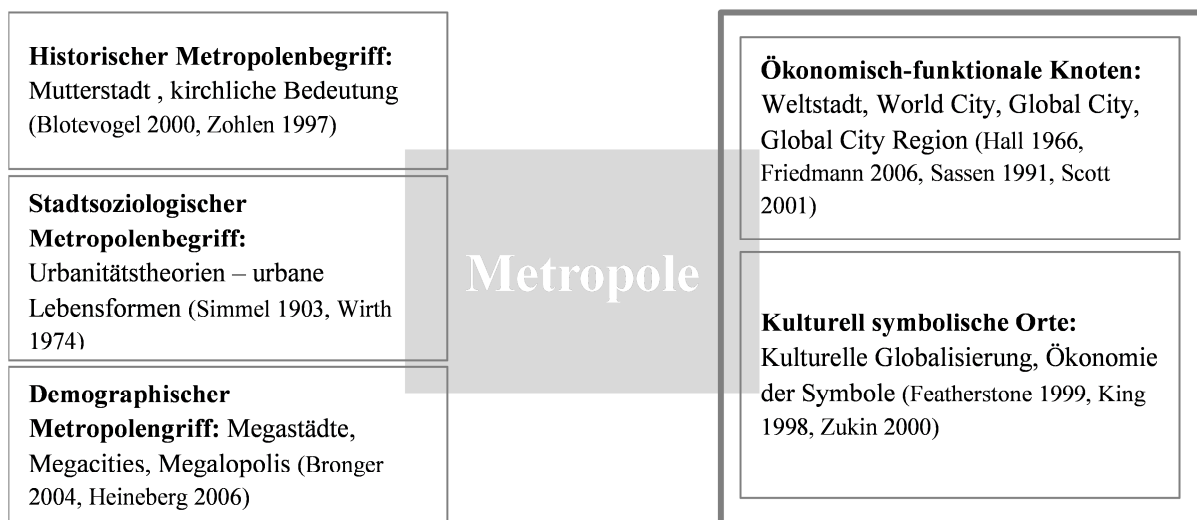 Historischer Metropolenbegriff:
Mutterstadt , kirchliche Bedeutung
(Blotevogel 2000, Zohlen 1997)
Stadtsoziologischer
Metropolenbegriff:
Urbanitätstheorien – urbane
Lebensformen (Simmel 1903, Wirth
1974)
Demographischer
Metropolengriff: Megastädte,
Megacities, Megalopolis (Bronger
2004, Heineberg 2006)
Metropole
Ökonomisch-funktionale Knoten:
Weltstadt, World City, Global City,
Global City Region (Hall 1966,
Friedmann 2006, Sassen 1991, Scott
2001)
Kulturell symbolische Orte:
Kulturelle Globalisierung, Ökonomie
der Symbole (Featherstone 1999, King
1998, Zukin 2000)